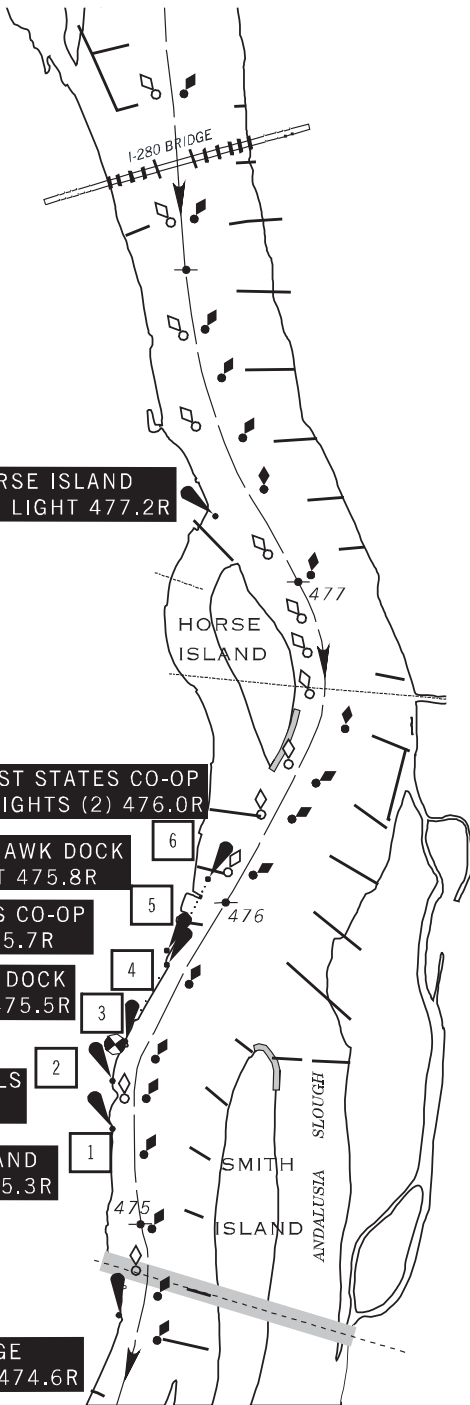 I-280 BRIDGE
RSE ISLAND
LIGHT 477.2R
477
HORSE
ISLAND
ST STATES CO-OP
IGHTS (2) 476.0R
6
AWK DOCK
T 475.8R
5
476
S CO-OP
5.7R
4
DOCK
475.5R
3
2
LS
1
AND
5.3R
SMITH
ISLAND
ANDALUSIA SLOUGH
475
GE
474.6R